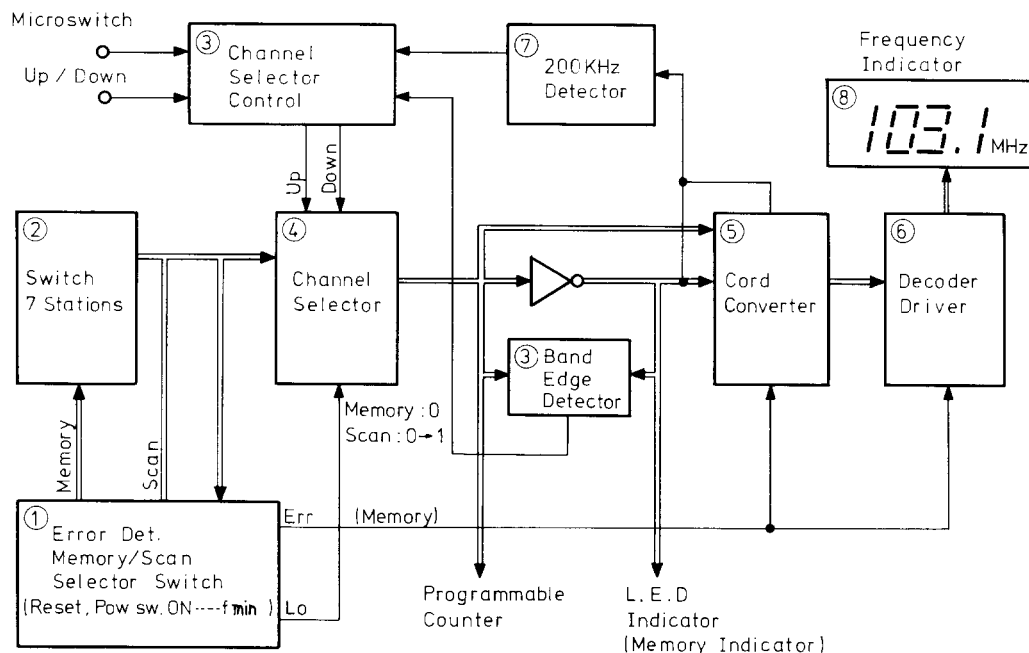 Microswitch
Up / Down
③ Channel
Selector
Control
⑦
200KHz
Detector
Frequency
Indicator
⑧
103.1 MHz
Up
Down
②
Switch
7 Stations
④
Channel
Selector
⑤
Cord
Converter
⑥
Decoder
Driver
③ Band
Edge
Detector
Memory : 0
Scan : 0→1
Memory
Scan
① Error Det.
Memory/Scan
Selector Switch
(Reset, Pow sw. ON----f min )
Err (Memory)
Lo
Programmable
Counter
L.E.D
Indicator
(Memory Indicator)